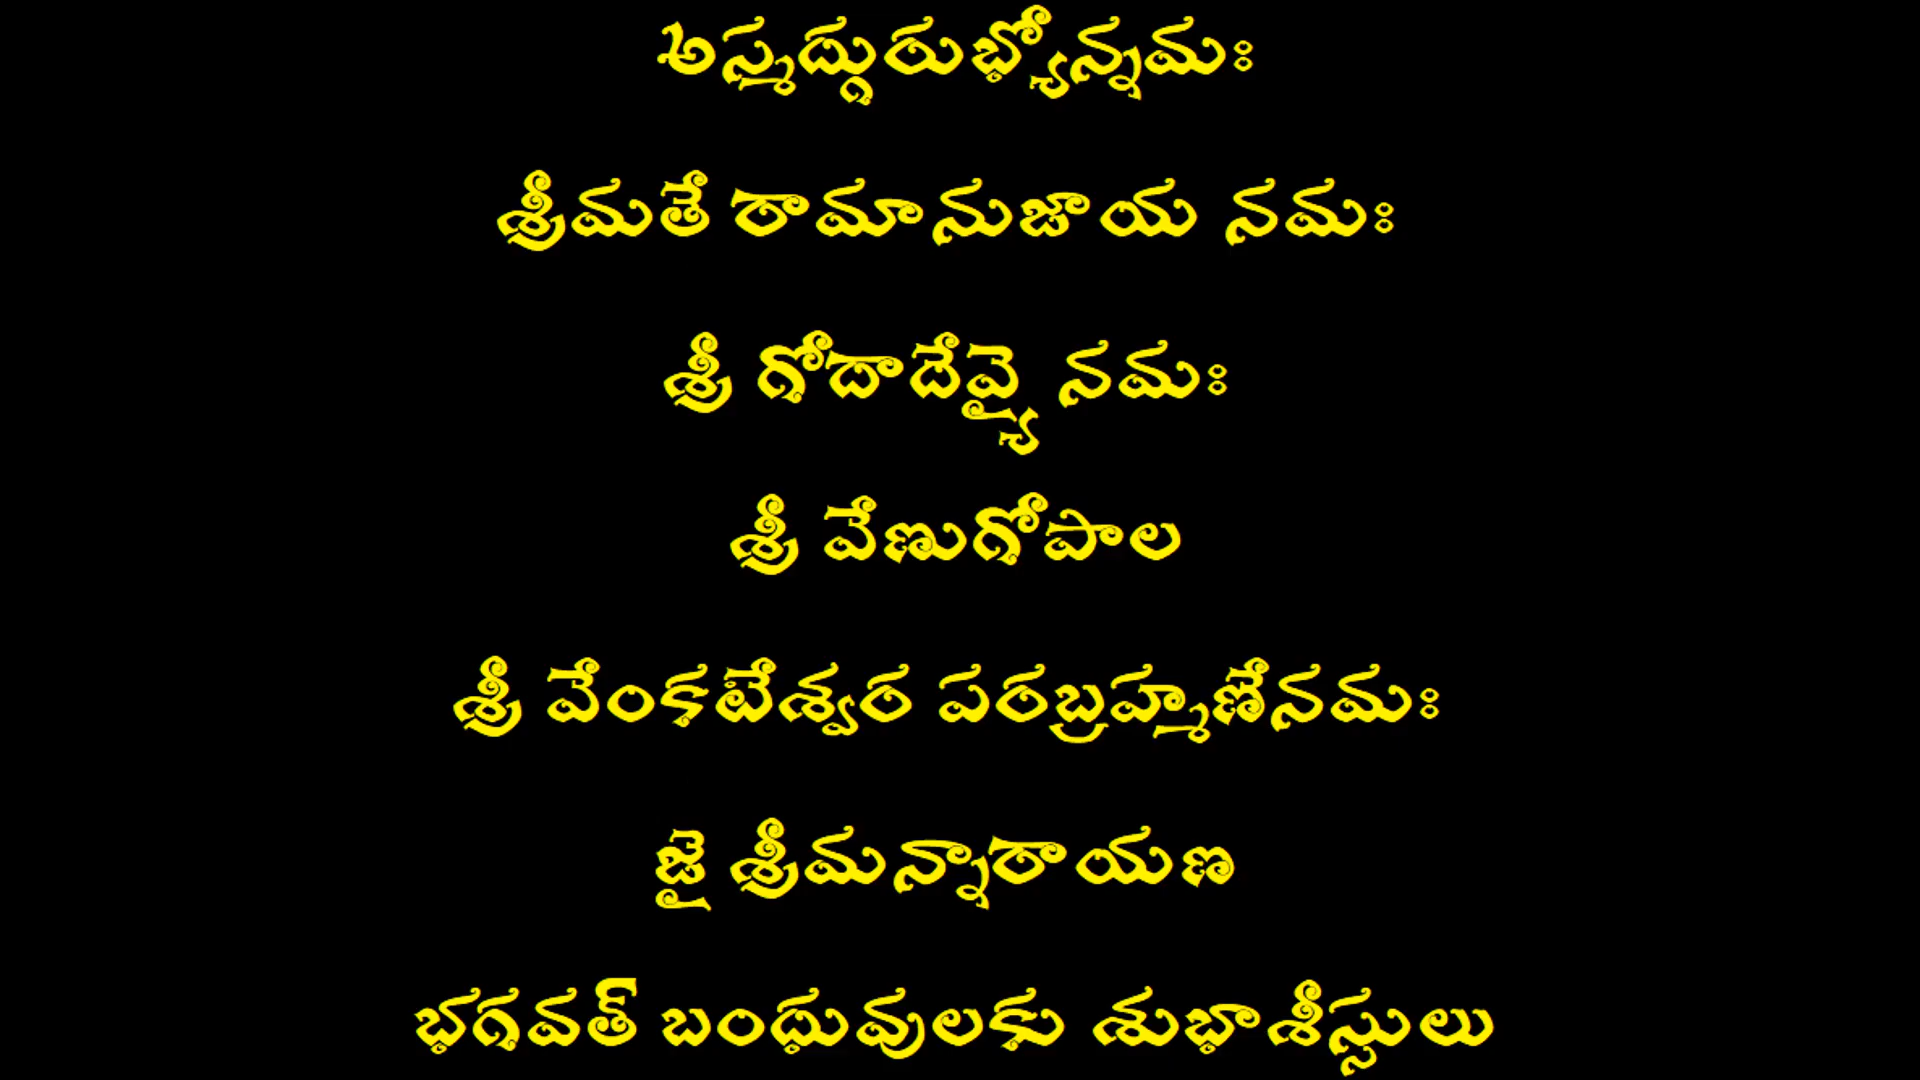 అస్మద్గురుభ్యోన్నమః
శ్రీమతే రామానుజాయ నమః
శ్రీ గోదాదేవ్యై నమః
శ్రీ వేణుగోపాల
శ్రీ వేంకటేశ్వర పరబ్రహ్మణేనమః
జై శ్రీమన్నారాయణ
భగవత్ బంధువులకు శుభాశీస్సులు